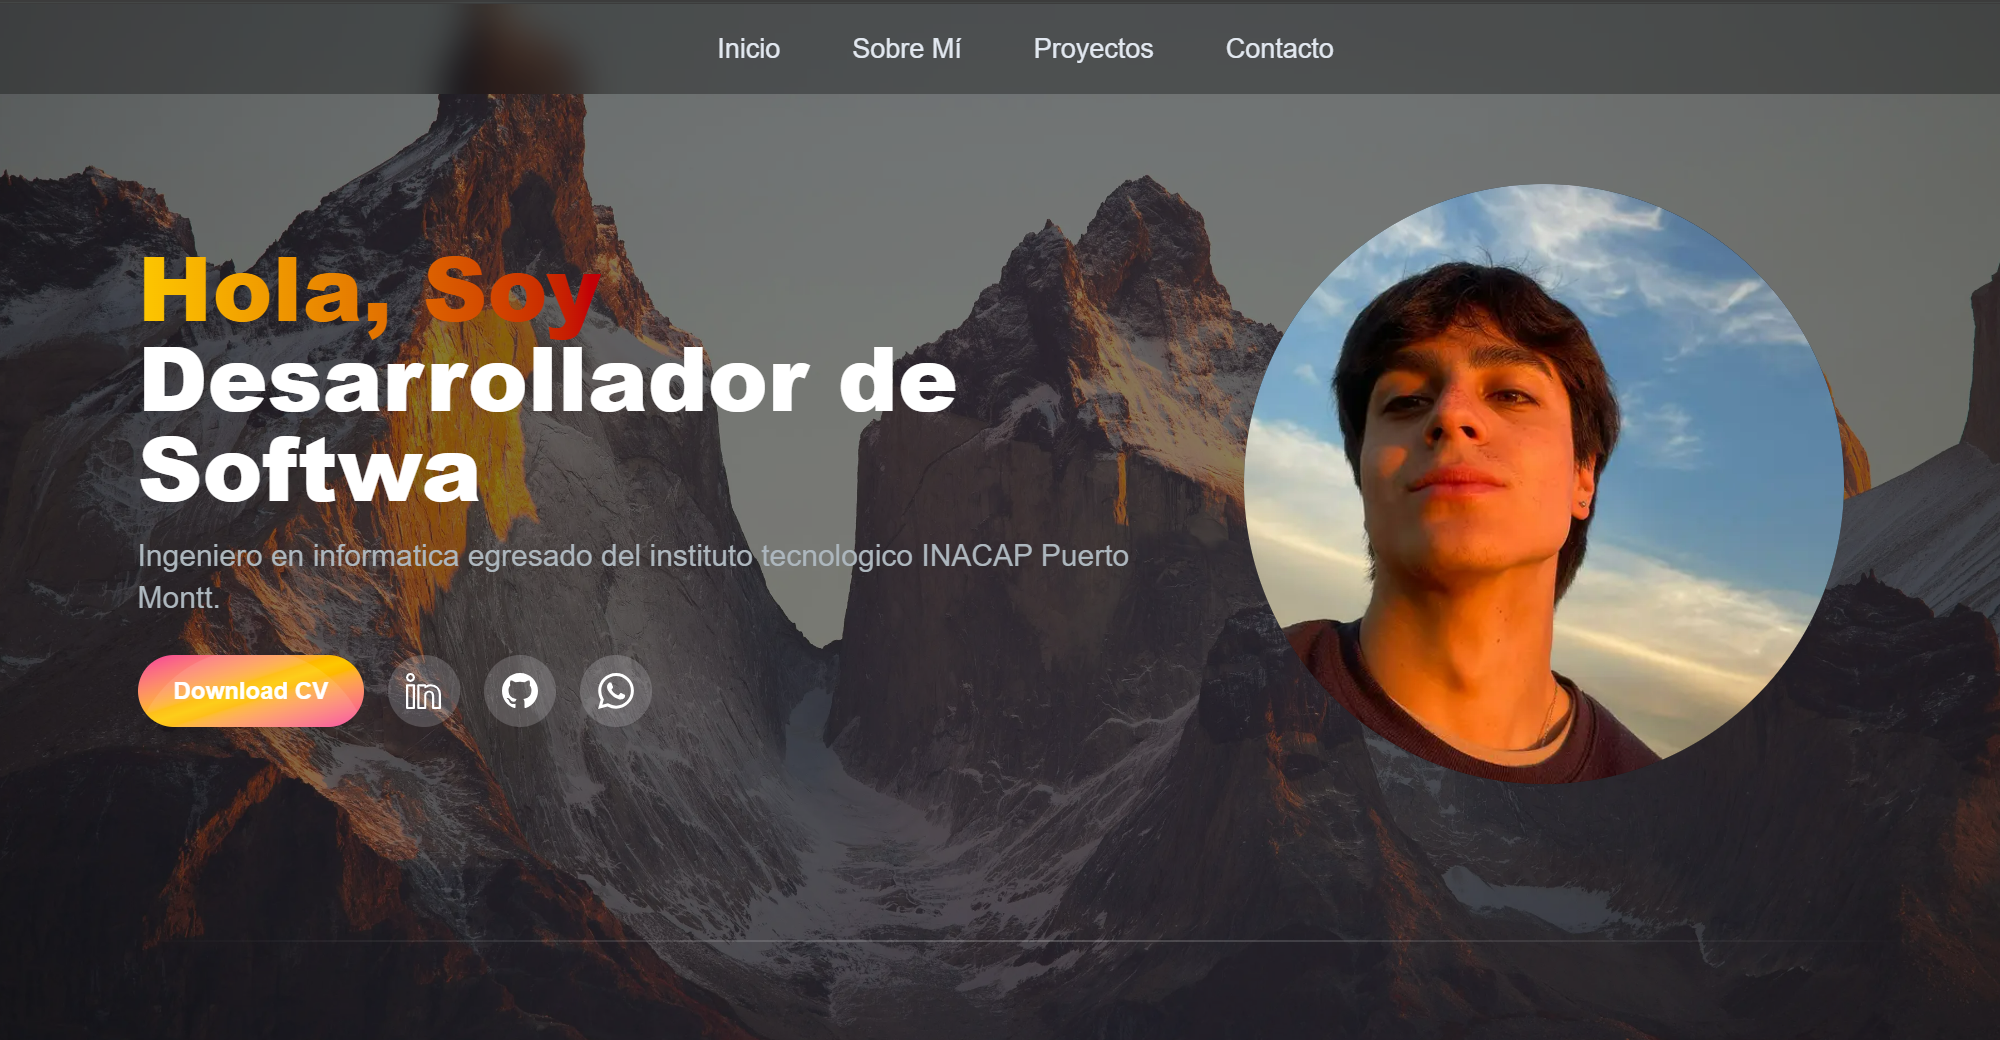 Inicio Sobre Mí Proyectos Contacto
Hola, Soy
Desarrollador de
Softwa
Ingeniero en informatica egresado del instituto tecnologico INACAP Puerto
Montt.
Download CV in